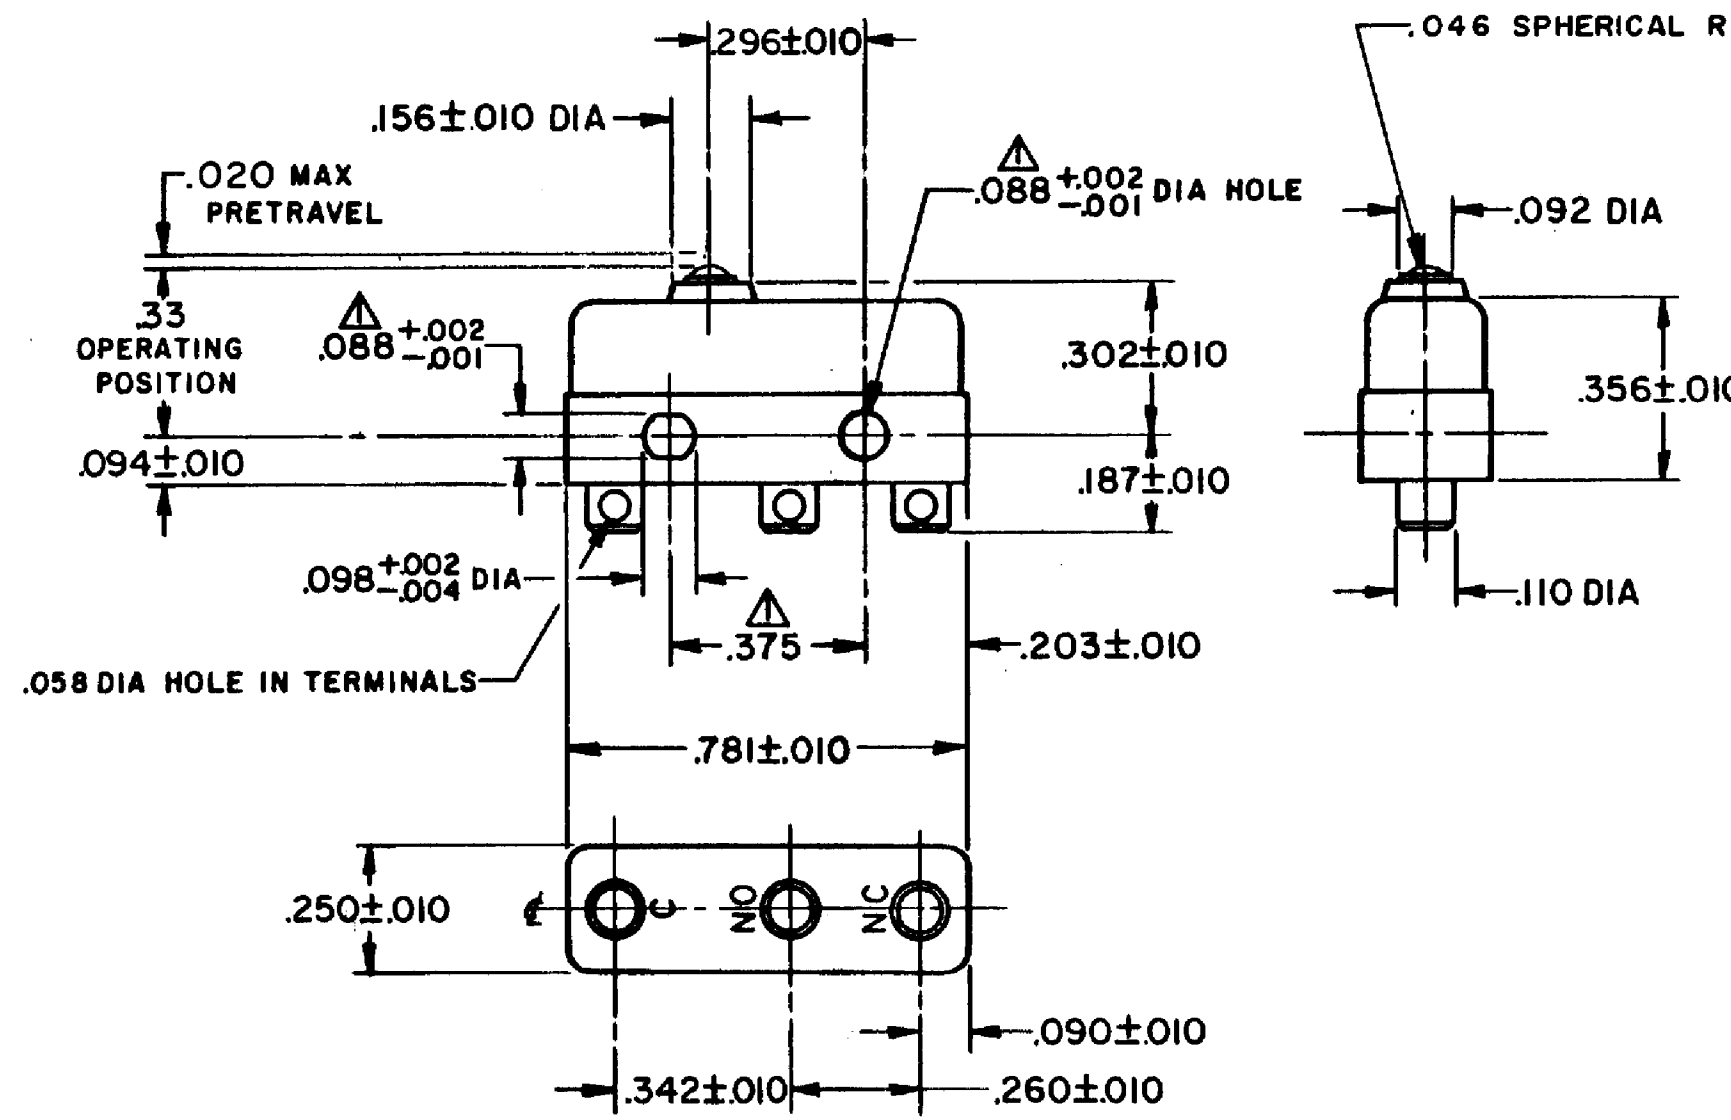 .296±.010
.046 SPHERICAL R
.156±.010 DIA
1
.088 +.002 -.001 DIA HOLE
.020 MAX
PRETRAVEL
.092 DIA
.33
OPERATING
POSITION
1
.088 +.002 -.001
.302±.010
.356±.010
.094±.010
.187±.010
.098 +.002 -.004 DIA
.110 DIA
1
.375
.203±.010
.058 DIA HOLE IN TERMINALS
.781±.010
.250±.010
℄
C
NO
NC
.090±.010
.342±.010
.260±.010